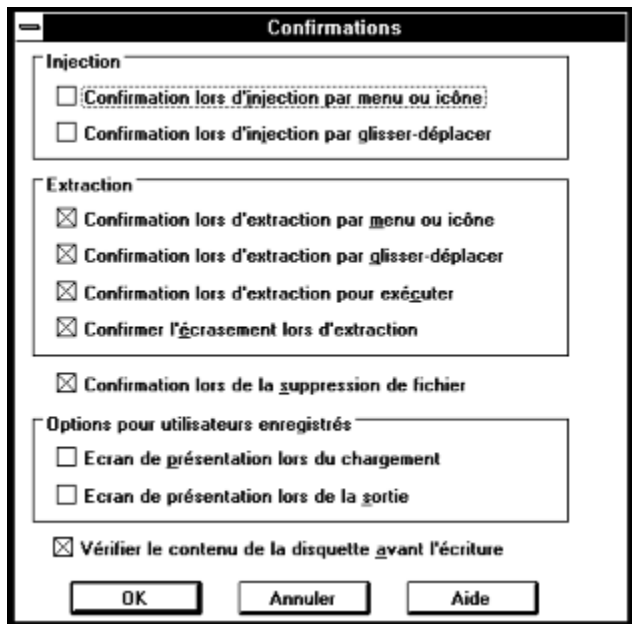 Confirmations
Injection
Confirmation lors d'injection par menu ou icône
Confirmation lors d'injection par glisser-déplacer
Extraction
Confirmation lors d'extraction par menu ou icône
Confirmation lors d'extraction par glisser-déplacer
Confirmation lors d'extraction pour exécuter
Confirmer l'écrasement lors d'extraction
Confirmation lors de la suppression de fichier
Options pour utilisateurs enregistrés
Ecran de présentation lors du chargement
Ecran de présentation lors de la sortie
Vérifier le contenu de la disquette avant l'écriture
OK Annuler Aide